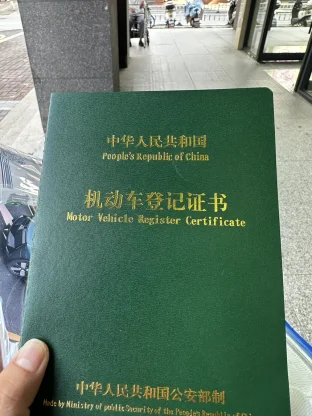 中华人民共和国
People's Republic of China
机动车登记证书
Motor Vehicle Register Certificate
中华人民共和国公安部制
Made by Ministry of public Security of the People's Republic of